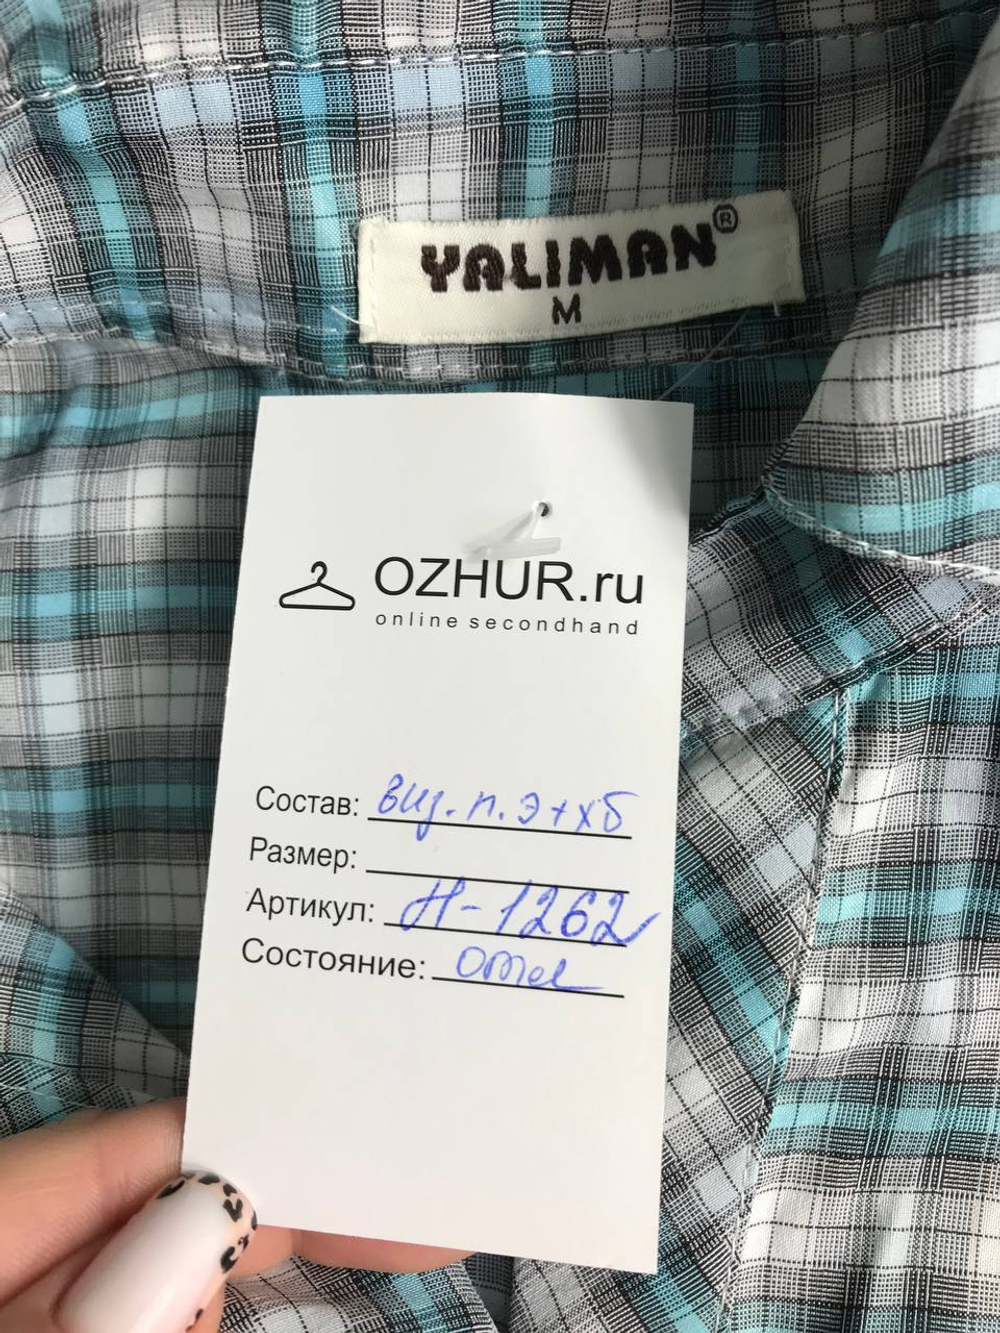 YALIMAN®
M
OZHUR.ru
online secondhand
Состав: виз. п. э + хб
Размер:
Артикул: Н-1262
Состояние: отл